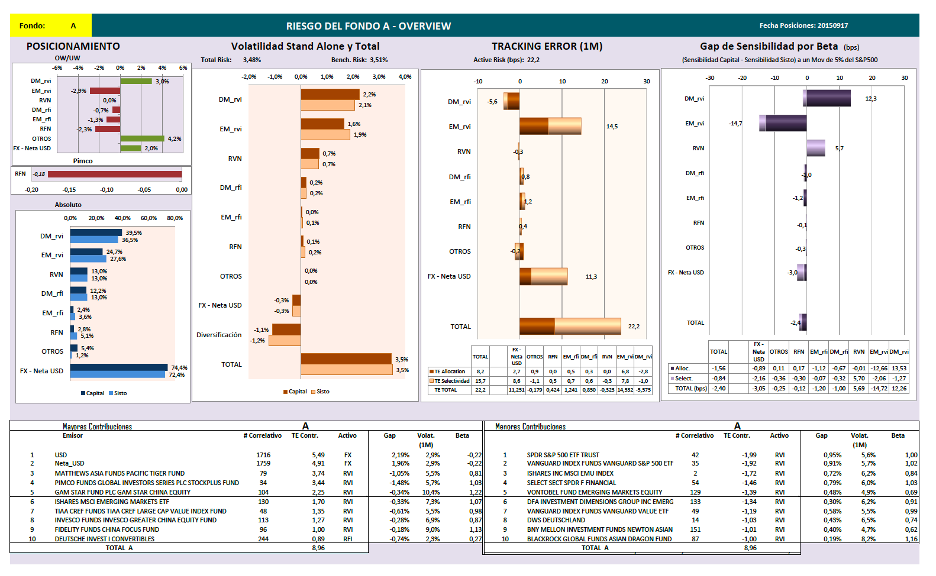 Fondo: A
RIESGO DEL FONDO A - OVERVIEW
Fecha Posiciones: 20150917
POSICIONAMIENTO
OW/UW
-6% -4% -2% 0% 2% 4% 6%
DM_rvi 3,0%
EM_rvi -2,9%
RVN 0,0%
DM_rfi -0,7%
EM_rfi -1,3%
RFN -2,3%
OTROS 4,2%
FX - Neta USD 2,0%
Pimco
RFN -0,18
-0,20 -0,15 -0,10 -0,05 0,00
Absoluto
0,0% 20,0% 40,0% 60,0% 80,0%
DM_rvi 39,5% 36,5%
EM_rvi 24,7% 27,6%
RVN 13,0% 13,0%
DM_rfi 12,2% 13,0%
EM_rfi 2,4% 3,6%
RFN 2,8% 5,1%
OTROS 5,4% 1,2%
FX - Neta USD 74,4% 72,4%
Capital Sisto
Volatilidad Stand Alone y Total
Total Risk: 3,48% Bench. Risk: 3,51%
-2,0% -1,0% 0,0% 1,0% 2,0% 3,0% 4,0%
DM_rvi 2,2% 2,1%
EM_rvi 1,6% 1,9%
RVN 0,7% 0,7%
DM_rfi 0,2% 0,2%
EM_rfi 0,0% 0,1%
RFN 0,1% 0,2%
OTROS 0,0% 0,0%
FX - Neta USD -0,3% -0,3%
Diversificación -1,1% -1,2%
TOTAL 3,5% 3,5%
Capital Sisto
TRACKING ERROR (1M)
Active Risk (bps): 22,2
-10 0 10 20 30
DM_rvi -5,6
EM_rvi 14,5
RVN -0,3
DM_rfi 0,8
EM_rfi 1,2
RFN 0,4
OTROS -0,2
FX - Neta USD 11,3
TOTAL 22,2
TOTAL FX - Neta USD OTROS RFN EM_rfi DM_rfi RVN EM_rvi DM_rvi
TE Allocation 8,2 2,7 0,9 0,0 0,5 0,3 0,0 6,8 -2,8
TE Selectividad 13,7 8,6 -1,1 0,5 0,7 0,6 -0,3 7,8 -1,0
TE TOTAL 22,2 11,251 -0,179 0,424 1,241 0,850 -0,325 14,552 -5,575
Gap de Sensibilidad por Beta (bps)
(Sensibilidad Capital - Sensibilidad Sisto) a un Mov de 5% del S&P500
-30 -20 -10 0 10 20 30
DM_rvi 12,3
EM_rvi -14,7
RVN 5,7
DM_rfi -1,0
EM_rfi -1,2
RFN -0,1
OTROS -0,3
FX - Neta USD -3,0
TOTAL -2,4
TOTAL FX - Neta USD OTROS RFN EM_rfi DM_rfi RVN EM_rvi DM_rvi
Alloc. -1,56 -0,89 0,11 0,17 -1,12 -0,67 -0,01 -12,66 13,53
Select. -0,84 -2,16 -0,36 -0,30 -0,07 -0,32 5,70 -2,06 -1,27
TOTAL (bps) -2,40 -3,05 -0,25 -0,12 -1,20 -1,00 5,69 -14,72 12,26
Mayores Contribuciones A
Emisor # Correlativo TE Contr. Activo Gap Volat. (1M) Beta
1 USD 1716 5,49 FX 2,19% 2,9% -0,22
2 Neta_USD 1759 4,91 FX 1,96% 2,9% -0,22
3 MATTHEWS ASIA FUNDS PACIFIC TIGER FUND 79 3,74 RVI -1,05% 5,5% 0,81
4 PIMCO FUNDS GLOBAL INVESTORS SERIES PLC STOCKPLUS FUND 34 3,44 RVI -1,48% 5,7% 1,03
5 GAM STAR FUND PLC GAM STAR CHINA EQUITY 104 2,25 RVI -0,34% 10,4% 1,22
6 ISHARES MSCI EMERGING MARKETS ETF 130 1,70 RVI -0,33% 7,3% 1,07
7 TIAA CREF FUNDS TIAA CREF LARGE CAP VALUE INDEX FUND 48 1,35 RVI -0,61% 5,5% 0,98
8 INVESCO FUNDS INVESCO GREATER CHINA EQUITY FUND 113 1,27 RVI -0,28% 6,9% 0,87
9 FIDELITY FUNDS CHINA FOCUS FUND 96 1,00 RVI -0,18% 9,0% 1,13
10 DEUTSCHE INVEST I CONVERTIBLES 244 0,89 RFI -0,74% 2,3% 0,27
TOTAL A 8,96
Menores Contribuciones A
# Correlativo TE Contr. Activo Gap Volat. (1M) Beta
1 SPDR S&P 500 ETF TRUST 42 -1,99 RVI 0,95% 5,6% 1,00
2 VANGUARD INDEX FUNDS VANGUARD S&P 500 ETF 35 -1,92 RVI 0,91% 5,7% 1,02
3 ISHARES INC MSCI EMU INDEX 2 -1,72 RVI 0,72% 6,2% 0,84
4 SELECT SECT SPDR F FINANCIAL 54 -1,46 RVI 0,79% 6,0% 1,03
5 VONTOBEL FUND EMERGING MARKETS EQUITY 129 -1,39 RVI 0,48% 4,9% 0,69
6 DFA INVESTMENT DIMENSIONS GROUP INC EMERG 133 -1,34 RVI 0,30% 6,2% 0,91
7 VANGUARD INDEX FUNDS VANGUARD VALUE ETF 49 -1,19 RVI 0,58% 5,5% 0,99
8 DWS DEUTSCHLAND 14 -1,03 RVI 0,43% 6,5% 0,74
9 BNY MELLON INVESTMENT FUNDS NEWTON ASIAN 151 -1,01 RVI 0,40% 4,7% 0,62
10 BLACKROCK GLOBAL FUNDS ASIAN DRAGON FUND 87 -1,00 RVI 0,19% 8,2% 1,16
TOTAL A 8,96